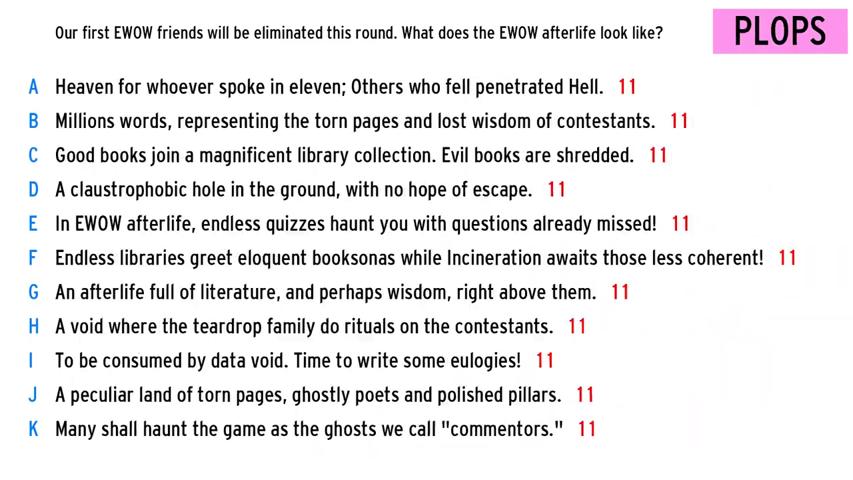 Our first EWOW friends will be eliminated this round. What does the EWOW afterlife look like?
PLOPS
A Heaven for whoever spoke in eleven; Others who fell penetrated Hell. 11
B Millions words, representing the torn pages and lost wisdom of contestants. 11
C Good books join a magnificent library collection. Evil books are shredded. 11
D A claustrophobic hole in the ground, with no hope of escape. 11
E In EWOW afterlife, endless quizzes haunt you with questions already missed! 11
F Endless libraries greet eloquent booksonas while Incineration awaits those less coherent! 11
G An afterlife full of literature, and perhaps wisdom, right above them. 11
H A void where the teardrop family do rituals on the contestants. 11
I To be consumed by data void. Time to write some eulogies! 11
J A peculiar land of torn pages, ghostly poets and polished pillars. 11
K Many shall haunt the game as the ghosts we call "commentors." 11